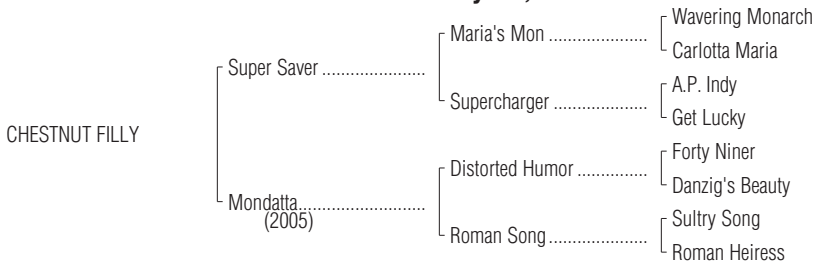 Wavering Monarch
Maria's Mon ......................
Carlotta Maria
Super Saver .......................
A.P. Indy
Supercharger .....................
Get Lucky
CHESTNUT FILLY
Forty Niner
Distorted Humor ................
Danzig's Beauty
Mondatta............................
(2005)
Sultry Song
Roman Song ......................
Roman Heiress